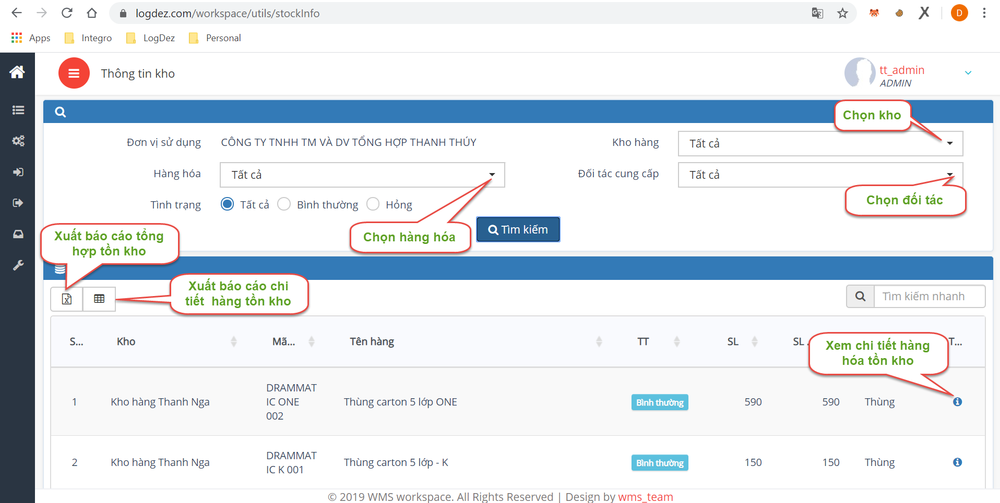 logdez.com/workspace/utils/stockInfo
D
Apps Integro LogDez Personal
Thông tin kho
tt_admin
ADMIN
Chọn kho
Đơn vị sử dụng CÔNG TY TNHH TM VÀ DV TỔNG HỢP THANH THÚY Kho hàng Tất cả
Hàng hóa Tất cả Đối tác cung cấp Tất cả
Chọn đối tác
Tình trạng Tất cả Bình thường Hỏng
Tìm kiếm
Chọn hàng hóa
Xuất báo cáo tổng
hợp tồn kho
Xuất báo cáo chi
tiết hàng tồn kho
Tìm kiếm nhanh
S... Kho Mã... Tên hàng TT SL SL T...
Xem chi tiết hàng
hóa tồn kho
1 Kho hàng Thanh Nga DRAMMAT
IC ONE
002 Thùng carton 5 lớp ONE Bình thường 590 590 Thùng
2 Kho hàng Thanh Nga DRAMMAT
IC K 001 Thùng carton 5 lớp - K Bình thường 150 150 Thùng
© 2019 WMS workspace. All Rights Reserved | Design by wms_team